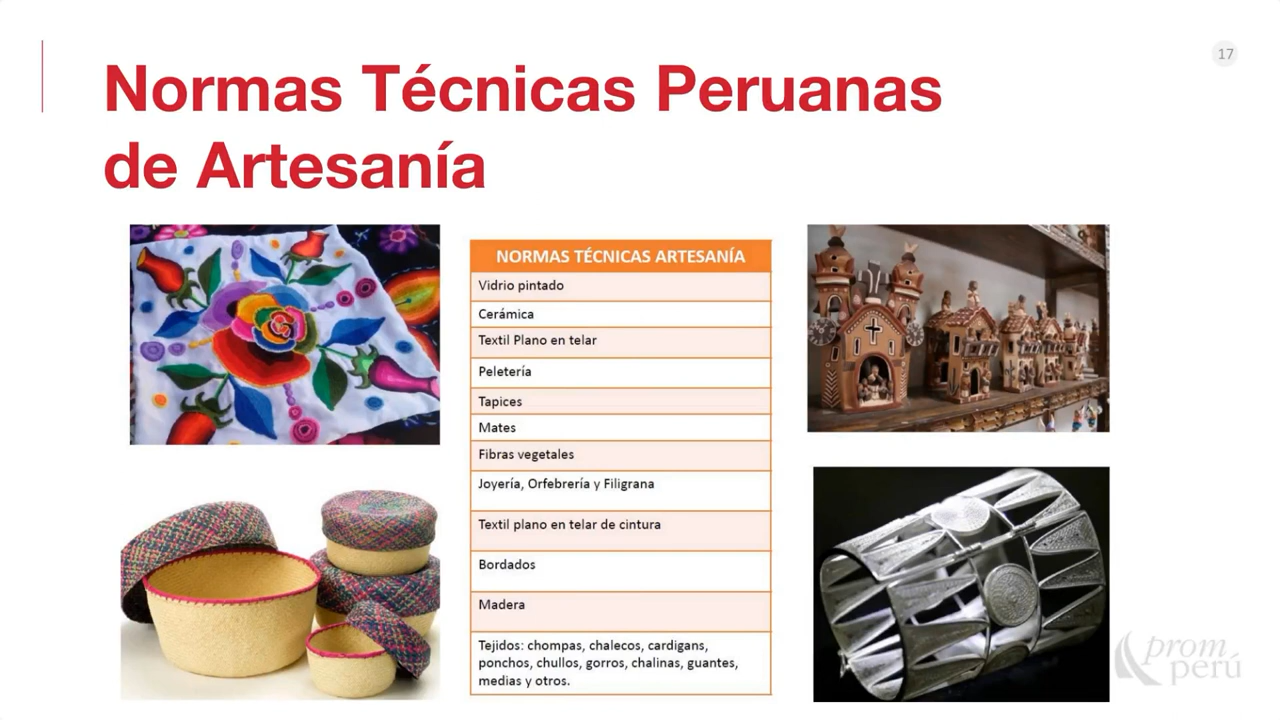 17
Normas Técnicas Peruanas
de Artesanía
NORMAS TÉCNICAS ARTESANÍA
Vidrio pintado
Cerámica
Textil Plano en telar
Peletería
Tapices
Mates
Fibras vegetales
Joyería, Orfebrería y Filigrana
Textil plano en telar de cintura
Bordados
Madera
Tejidos: chompas, chalecos, cardigans,
ponchos, chullos, gorros, chalinas, guantes,
medias y otros.
prom
perú